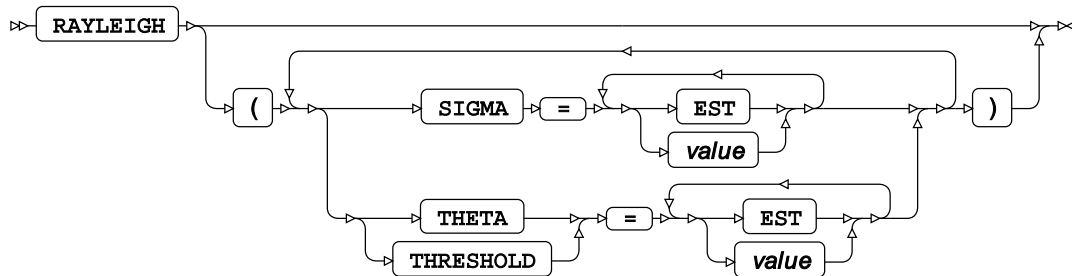 RAYLEIGH
( SIGMA = EST )
value
THETA = EST
THRESHOLD value